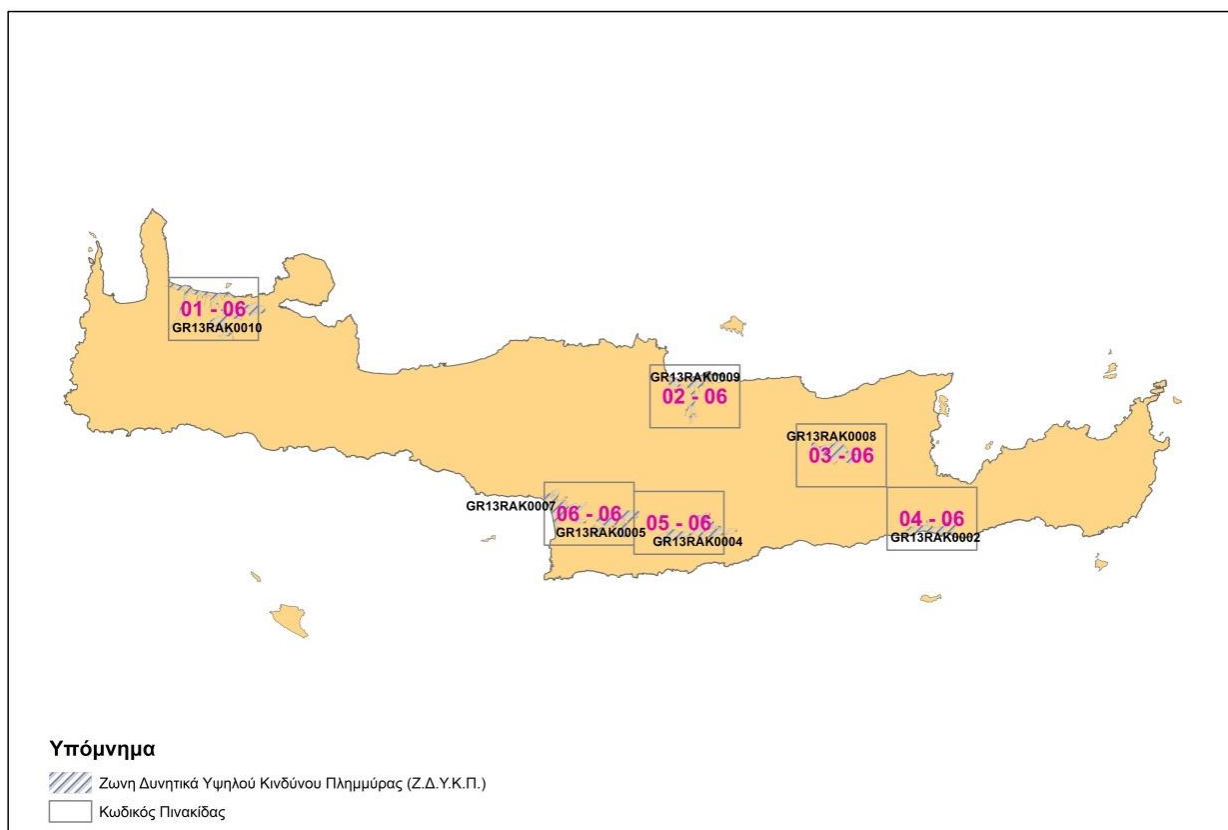 01 - 06
GR13RAK0010
GR13RAK0009
02 - 06
GR13RAK0008
03 - 06
GR13RAK0007
06 - 06
GR13RAK0005
05 - 06
GR13RAK0004
04 - 06
GR13RAK0002
Υπόμνημα
Ζωνη Δυνητικά Υψηλού Κινδύνου Πλημμύρας (Ζ.Δ.Υ.Κ.Π.)
Κωδικός Πινακίδας